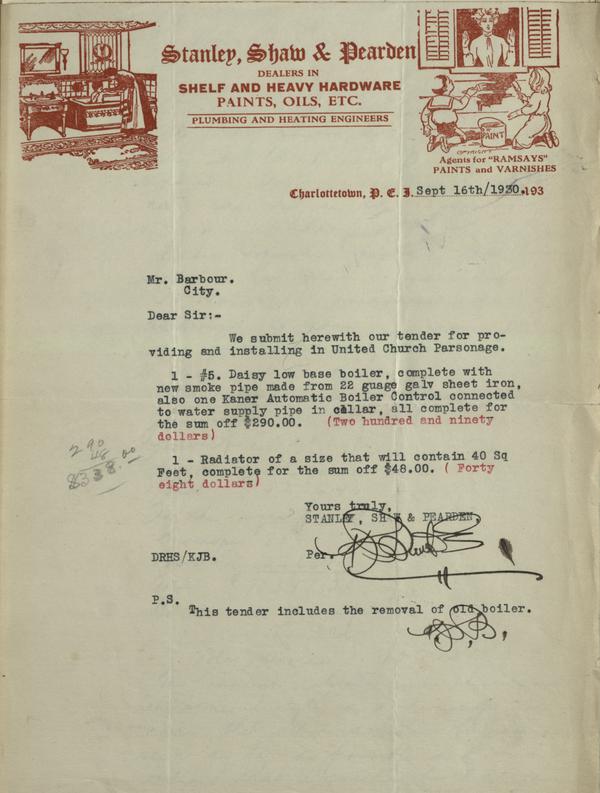 Stanley, Shaw & Pearden
DEALERS IN
SHELF AND HEAVY HARDWARE
PAINTS, OILS, ETC.
PLUMBING AND HEATING ENGINEERS
PAINT
COPYRIGHT
Agents for "RAMSAYS"
PAINTS and VARNISHES
Charlottetown, P. E. I. Sept 16th/1930. 193
Mr. Barbour.
City.
Dear Sir:-
We submit herewith our tender for pro-
viding and installing in United Church Parsonage.
1 - #5. Daisy low base boiler, complete with
new smoke pipe made from 22 guage galv sheet iron,
also one Kaner Automatic Boiler Control connected
to water supply pipe in cellar, all complete for
the sum off $290.00. (Two hundred and ninety
dollars)
290
48
$338.00
1 - Radiator of a size that will contain 40 Sq
Feet, complete for the sum off $48.00. ( Forty
eight dollars)
Yours truly,
STANLEY, SHAW & PEARDEN.
DRHS/KJB. Per.
P.S.
This tender includes the removal of old boiler.